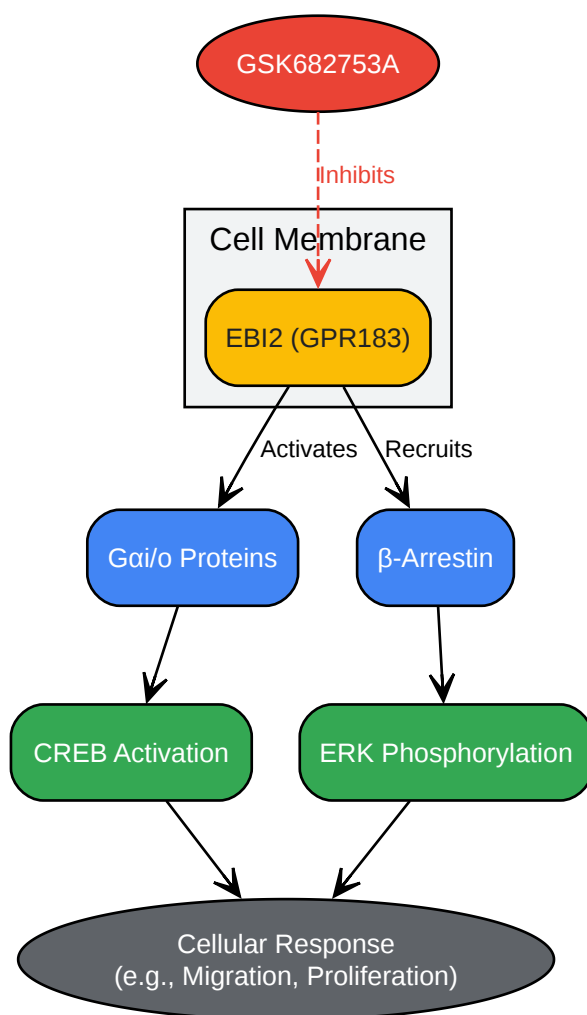 GSK682753A
Inhibits
Cell Membrane
EBI2 (GPR183)
Activates
Recruits
Gαi/o Proteins
β-Arrestin
CREB Activation
ERK Phosphorylation
Cellular Response
(e.g., Migration, Proliferation)